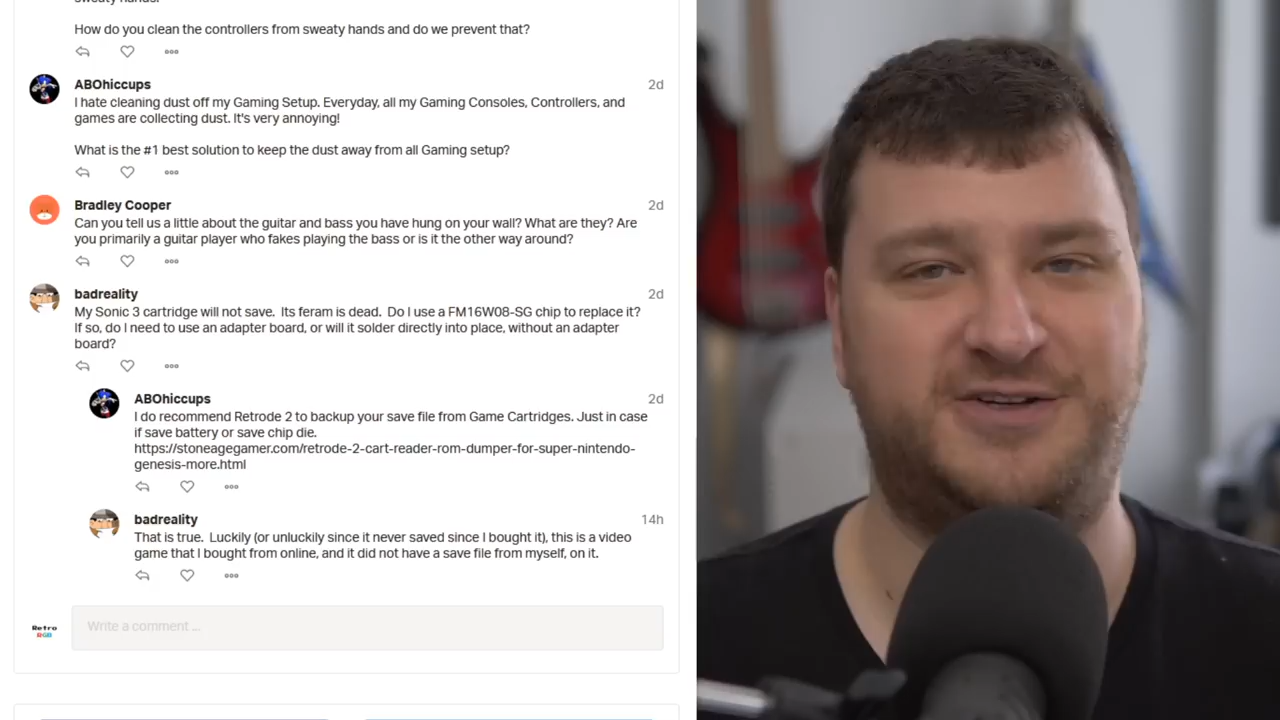 sweaty hands.
How do you clean the controllers from sweaty hands and do we prevent that?
ABOhiccups 2d
I hate cleaning dust off my Gaming Setup. Everyday, all my Gaming Consoles, Controllers, and
games are collecting dust. It's very annoying!
What is the #1 best solution to keep the dust away from all Gaming setup?
Bradley Cooper 2d
Can you tell us a little about the guitar and bass you have hung on your wall? What are they? Are
you primarily a guitar player who fakes playing the bass or is it the other way around?
badreality 2d
My Sonic 3 cartridge will not save.  Its feram is dead.  Do I use a FM16W08-SG chip to replace it?
If so, do I need to use an adapter board, or will it solder directly into place, without an adapter
board?
ABOhiccups 2d
I do recommend Retrode 2 to backup your save file from Game Cartridges. Just in case
if save battery or save chip die.
https://stoneagegamer.com/retrode-2-cart-reader-rom-dumper-for-super-nintendo-
genesis-more.html
badreality 14h
That is true.  Luckily (or unluckily since it never saved since I bought it), this is a video
game that I bought from online, and it did not have a save file from myself, on it.
Retro
RGB
Write a comment ...